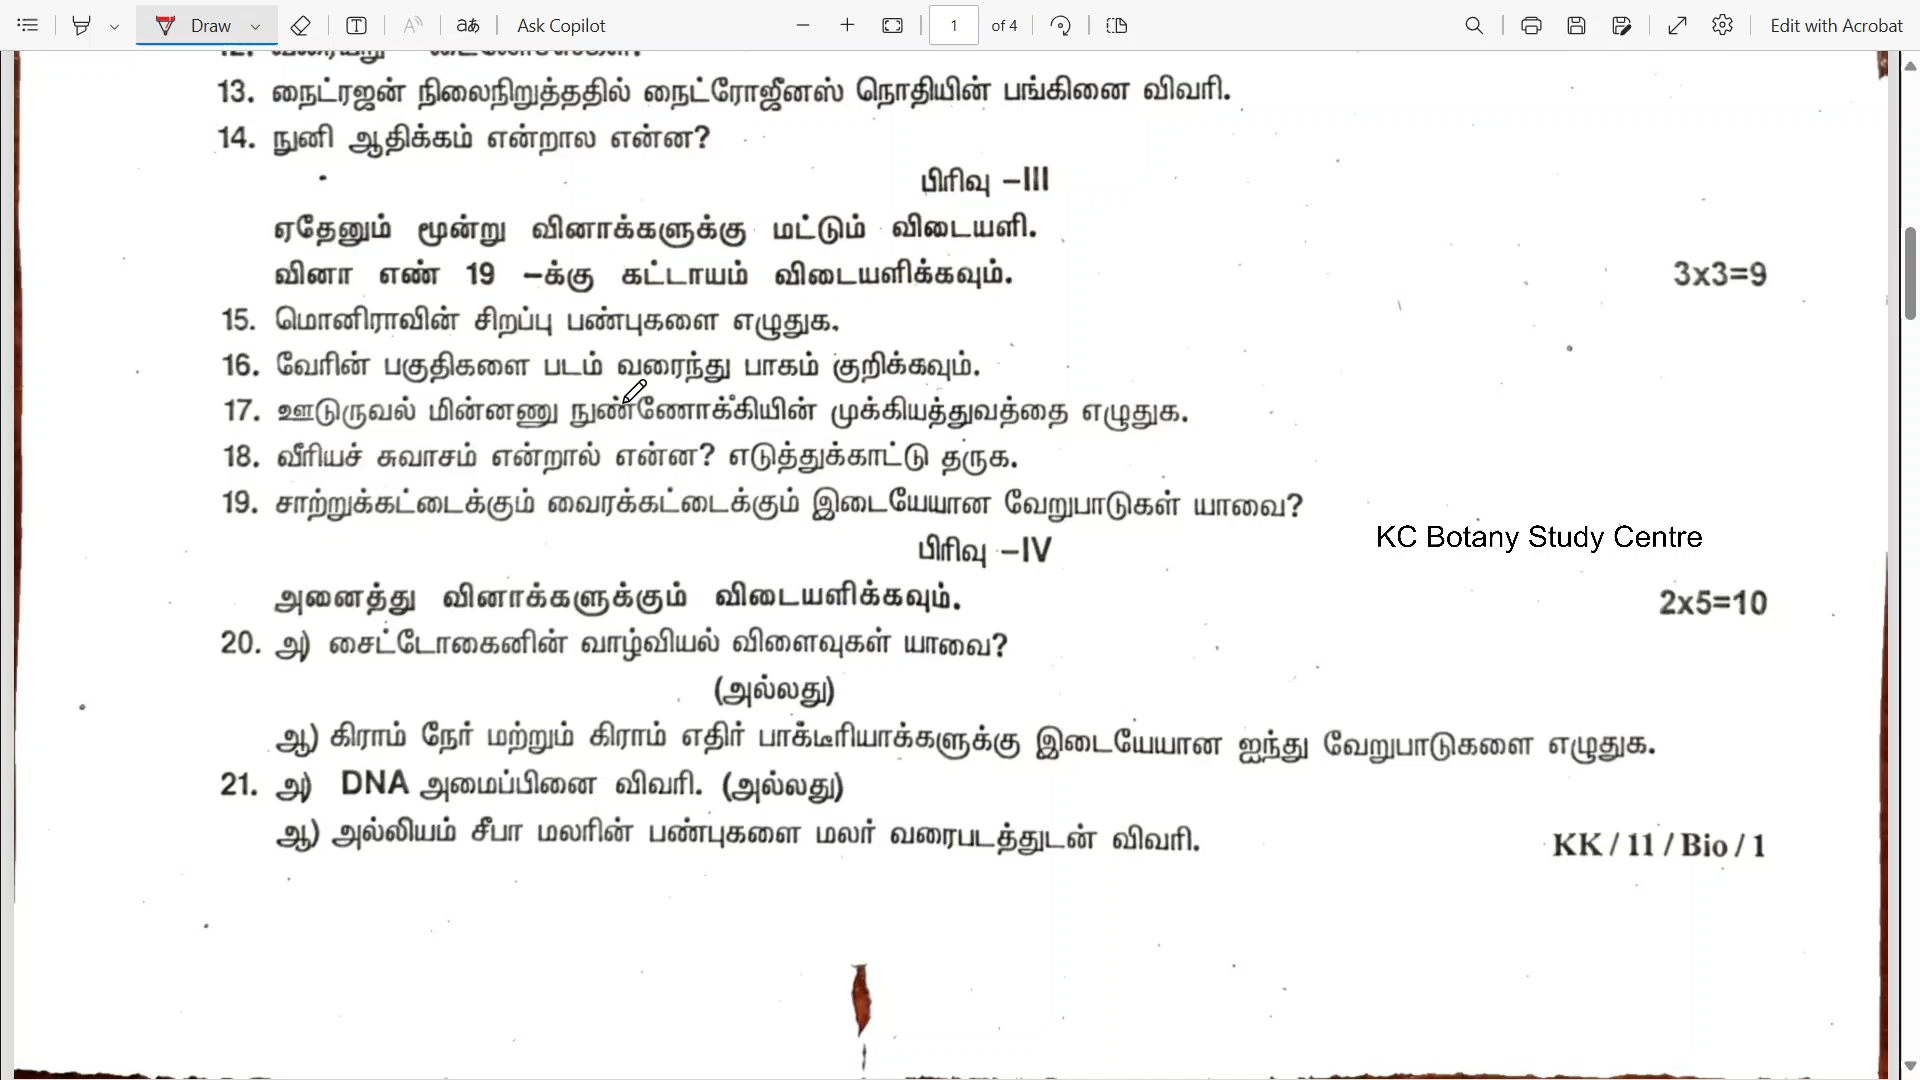 Draw
Ask Copilot
1 of 4
Edit with Acrobat
13. நைட்ரஜன் நிலைநிறுத்ததில் நைட்ரோஜீனஸ் நொதியின் பங்கினை விவரி.
14. நுனி ஆதிக்கம் என்றால என்ன?
பிரிவு –III
ஏதேனும் மூன்று வினாக்களுக்கு மட்டும் விடையளி.
வினா எண் 19 –க்கு கட்டாயம் விடையளிக்கவும். 3x3=9
15. மொனிராவின் சிறப்பு பண்புகளை எழுதுக.
16. வேரின் பகுதிகளை படம் வரைந்து பாகம் குறிக்கவும்.
17. ஊடுருவல் மின்னணு நுண்ணோக்கியின் முக்கியத்துவத்தை எழுதுக.
18. வீரியச் சுவாசம் என்றால் என்ன? எடுத்துக்காட்டு தருக.
19. சாற்றுக்கட்டைக்கும் வைரக்கட்டைக்கும் இடையேயான வேறுபாடுகள் யாவை?
KC Botany Study Centre
பிரிவு –IV
அனைத்து வினாக்களுக்கும் விடையளிக்கவும். 2x5=10
20. அ) சைட்டோகைனின் வாழ்வியல் விளைவுகள் யாவை?
(அல்லது)
ஆ) கிராம் நேர் மற்றும் கிராம் எதிர் பாக்டீரியாக்களுக்கு இடையேயான ஐந்து வேறுபாடுகளை எழுதுக.
21. அ) DNA அமைப்பினை விவரி. (அல்லது)
ஆ) அல்லியம் சீபா மலரின் பண்புகளை மலர் வரைபடத்துடன் விவரி.
KK / 11 / Bio / 1